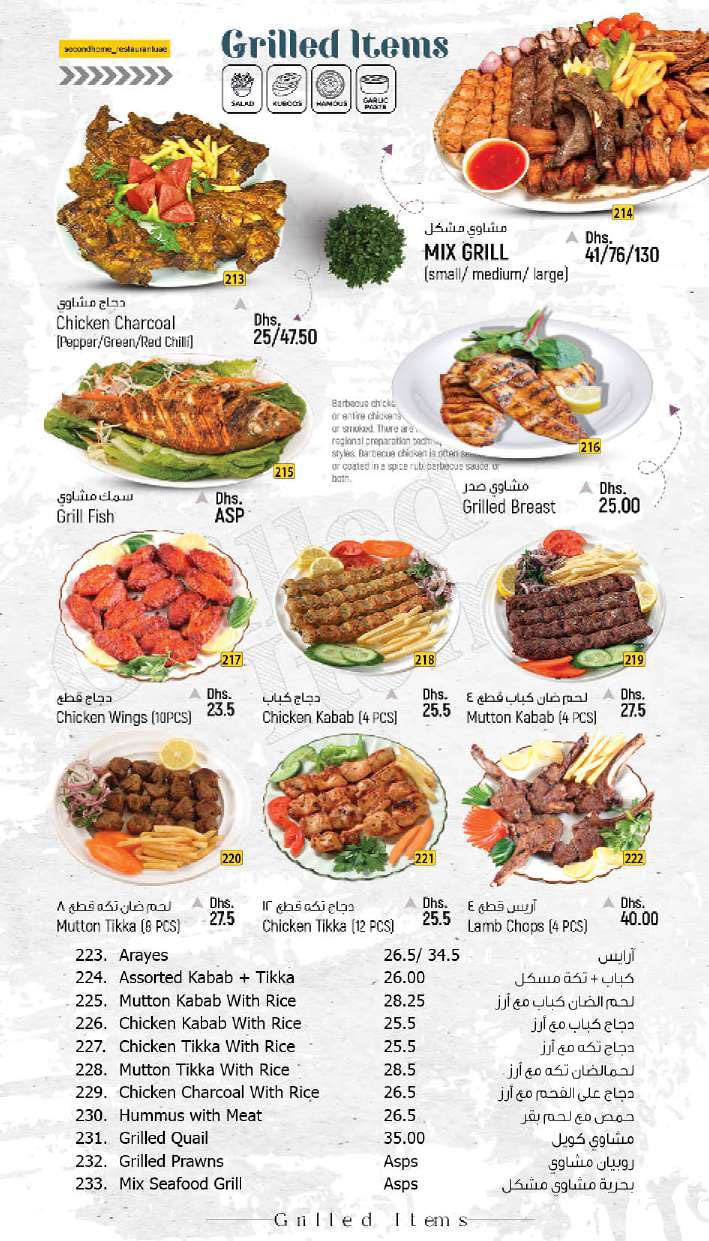 secondhome_restaurantuae
Grilled Items
SALAD
KUBOOS
HAMOUS
GARLIC
PASTE
214
مشاوي مشكل
MIX GRILL
(small/ medium/ large)
Dhs.
41/76/130
213
دجاج مشاوي
Chicken Charcoal
(Pepper/Green/Red Chilli)
Dhs.
25/47.50
Barbecue chicke
or entire chickens
or smoked. There are
regional preparation techni
styles. Barbecue chicken is often se
or coated in a spice rub, barbecue sauce, or
both.
215
سمك مشاوي
Grill Fish
Dhs.
ASP
216
مشاوي صدر
Grilled Breast
Dhs.
25.00
Grilled
Items
217
دجاج قطع
Chicken Wings (10PCS)
Dhs.
23.5
218
دجاج كباب
Chicken Kabab (4 PCS)
Dhs.
25.5
219
لحم ضان كباب قطع ٤
Mutton Kabab (4 PCS)
Dhs.
27.5
220
لحم ضان تكه قطع ٨
Mutton Tikka (8 PCS)
Dhs.
27.5
221
دجاج تكه قطع ١٢
Chicken Tikka (12 PCS)
Dhs.
25.5
222
آريس قطع ٤
Lamb Chops (4 PCS)
Dhs.
40.00
223. Arayes 26.5/ 34.5 آرايس
224. Assorted Kabab + Tikka 26.00 كباب + تكة مسكل
225. Mutton Kabab With Rice 28.25 لحم الضان كباب مع أرز
226. Chicken Kabab With Rice 25.5 دجاج كباب مع أرز
227. Chicken Tikka With Rice 25.5 دجاج تكه مع أرز
228. Mutton Tikka With Rice 28.5 لحمالضان تكه مع أرز
229. Chicken Charcoal With Rice 26.5 دجاج على الفحم مع أرز
230. Hummus with Meat 26.5 حمص مع لحم بقر
231. Grilled Quail 35.00 مشاوي كويل
232. Grilled Prawns Asps روبيان مشاوي
233. Mix Seafood Grill Asps بحرية مشاوي مشكل
Grilled Items